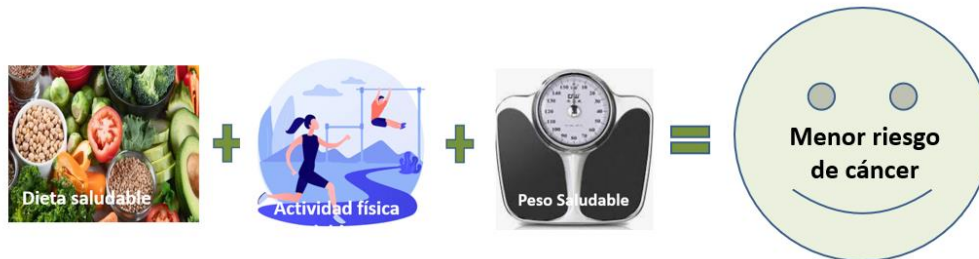 Dieta saludable
+
Actividad física
+
Peso Saludable
=
Menor riesgo
de cáncer